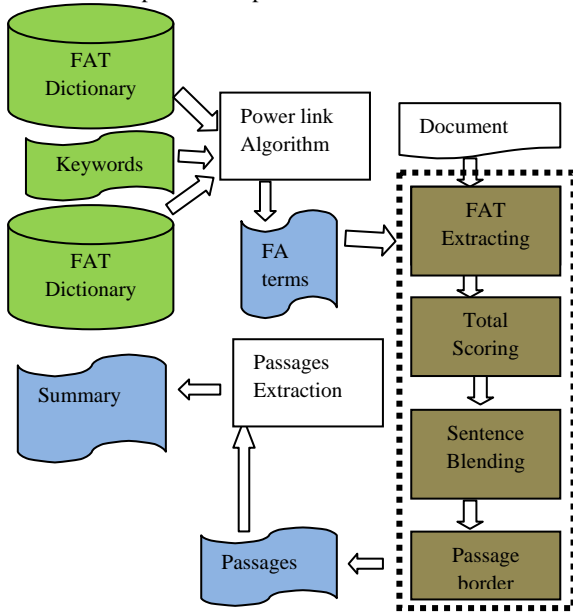 FAT
Dictionary
Power link
Algorithm
Document
Keywords
FAT
Dictionary
FA
terms
FAT
Extracting
Total
Scoring
Passages
Extraction
Summary
Sentence
Blending
Passages
Passage
border